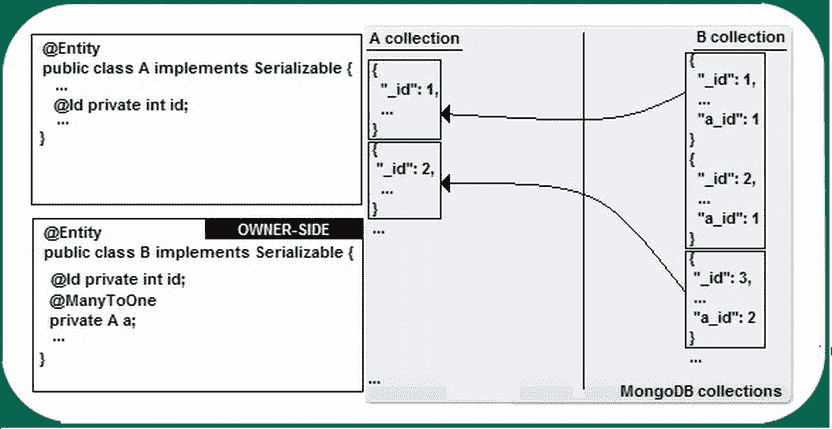 @Entity
public class A implements Serializable {
...
@Id private int id;
...
}
OWNER-SIDE
@Entity
public class B implements Serializable {
@Id private int id;
@ManyToOne
private A a;
...
}
A collection
{
"_id": 1,
...
}
{
"_id": 2,
...
}
...
...
B collection
{
"_id": 1,
...
"a_id": 1
}
{
"_id": 2,
...
"a_id": 1
}
{
"_id": 3,
...
"a_id": 2
}
...
MongoDB collections